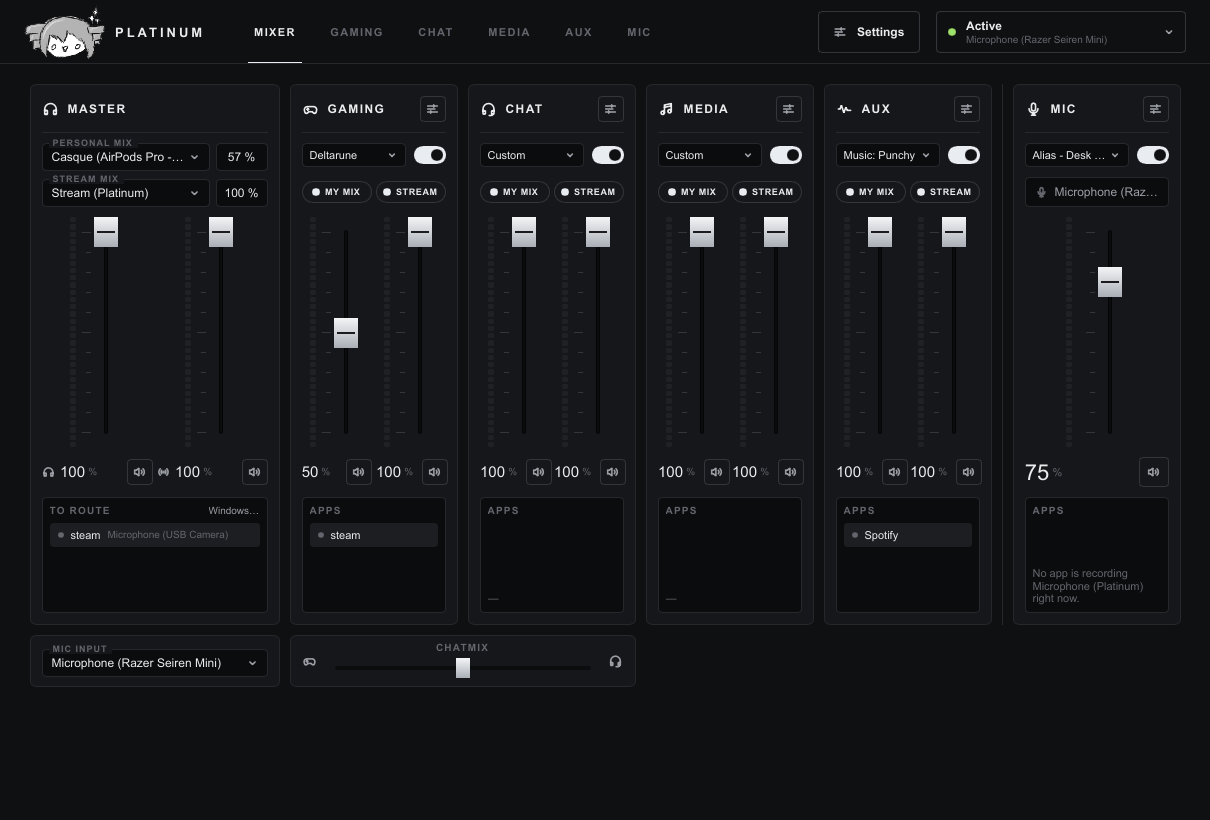 PLATINUM
MIXER GAMING CHAT MEDIA AUX MIC
Settings
Active
Microphone (Razer Seiren Mini)
MASTER
PERSONAL MIX
Casque (AirPods Pro -... 57 %
STREAM MIX
Stream (Platinum) 100 %
100 % 100 %
TO ROUTE Windows...
steam Microphone (USB Camera)
GAMING
Deltarune
MY MIX STREAM
50 % 100 %
APPS
steam
CHAT
Custom
MY MIX STREAM
100 % 100 %
APPS
—
MEDIA
Custom
MY MIX STREAM
100 % 100 %
APPS
—
AUX
Music: Punchy
MY MIX STREAM
100 % 100 %
APPS
Spotify
MIC
Alias - Desk ...
Microphone (Raz...
75 %
APPS
No app is recording
Microphone (Platinum)
right now.
MIC INPUT
Microphone (Razer Seiren Mini)
CHATMIX